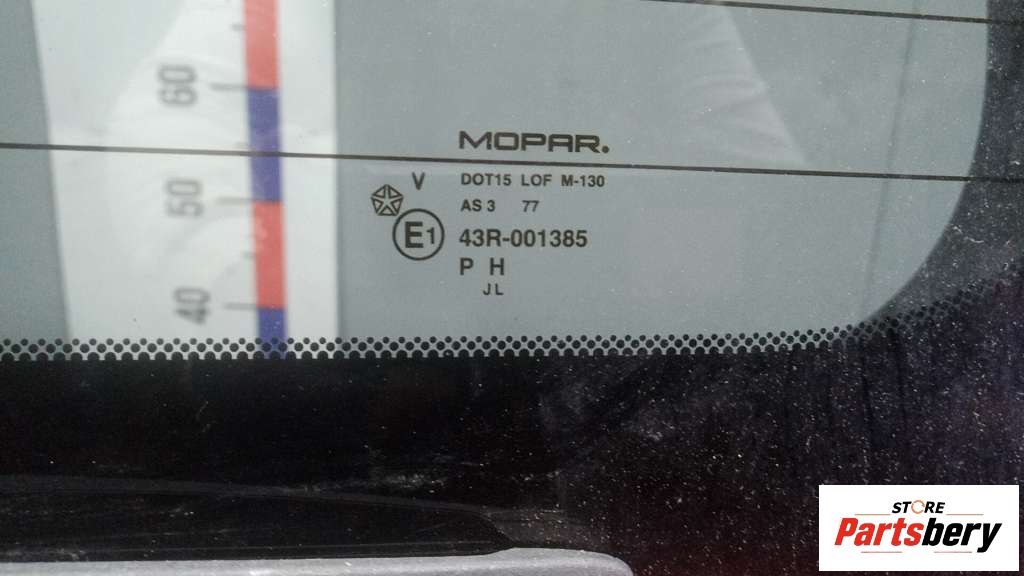 60
50
40
MOPAR.
V DOT15 LOF M-130
AS 3 77
E1 43R-001385
P H
JL
STORE
Partsbery